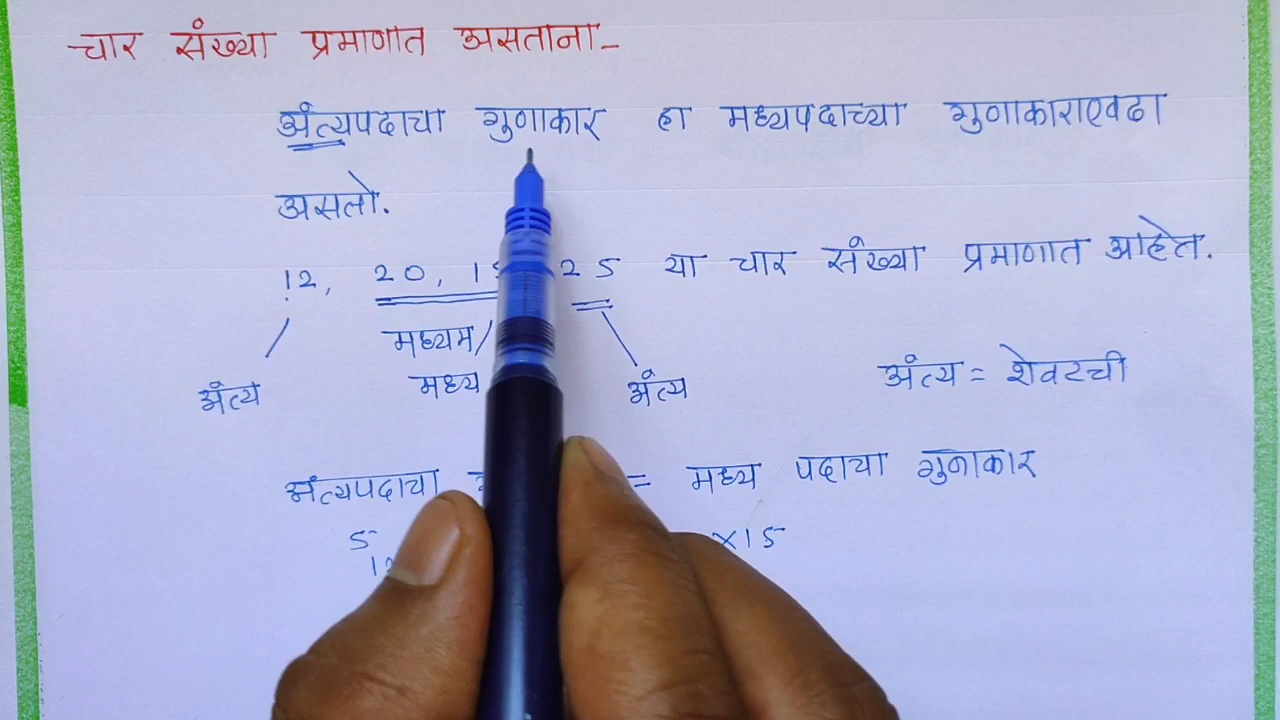 चार संख्या प्रमाणात असताना-
अंत्यपदाचा गुणाकार हा मध्यपदाच्या गुणाकाराएवढा
असतो.
12, 20, 25 या चार संख्या प्रमाणात आहेत.
मध्यम/
अंत्य मध्य अंत्य अंत्य = शेवटची
अंत्यपदाचा = मध्य पदाचा गुणाकार
5 ×15